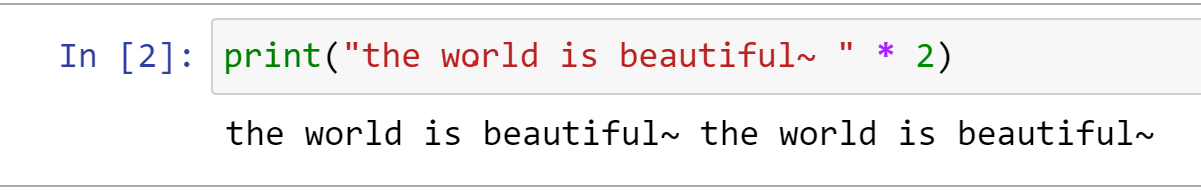 In [2]: print("the world is beautiful~ " * 2)
the world is beautiful~ the world is beautiful~